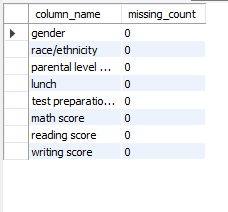 column_name missing_count
gender 0
race/ethnicity 0
parental level ... 0
lunch 0
test preparatio... 0
math score 0
reading score 0
writing score 0